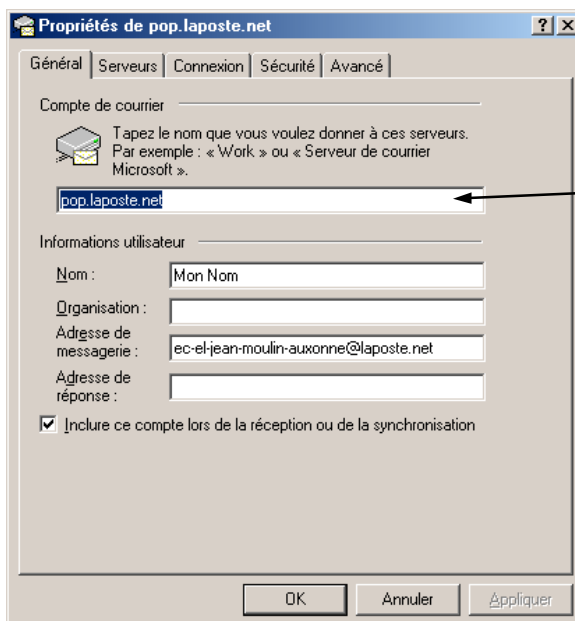 Propriétés de pop.laposte.net
Général Serveurs Connexion Sécurité Avancé
Compte de courrier
Tapez le nom que vous voulez donner à ces serveurs.
Par exemple : « Work » ou « Serveur de courrier
Microsoft ».
pop.laposte.net
Informations utilisateur
Nom : Mon Nom
Organisation :
Adresse de
messagerie : ec-el-jean-moulin-auxonne@laposte.net
Adresse de
réponse :
Inclure ce compte lors de la réception ou de la synchronisation
OK Annuler Appliquer